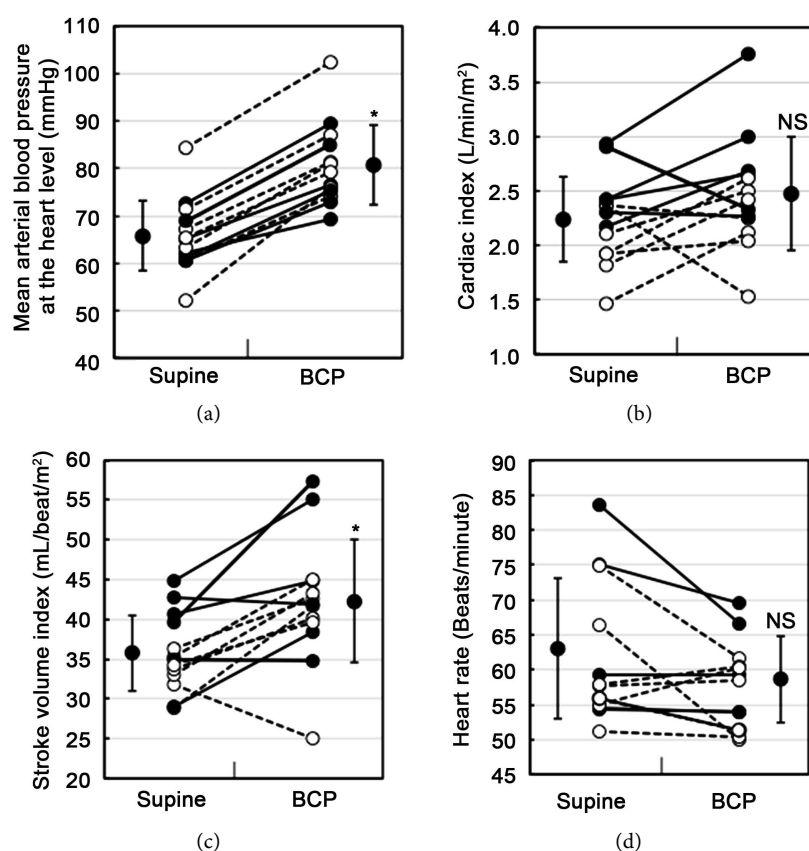 Mean arterial blood pressure
at the heart level (mmHg)
110
100
90
80
70
60
50
40
*
Supine
BCP
(a)
Cardiac index (L/min/m²)
4.0
3.5
3.0
2.5
2.0
1.5
1.0
NS
Supine
BCP
(b)
Stroke volume index (mL/beat/m²)
60
55
50
45
40
35
30
25
20
*
Supine
BCP
(c)
Heart rate (Beats/minute)
90
85
80
75
70
65
60
55
50
45
NS
Supine
BCP
(d)